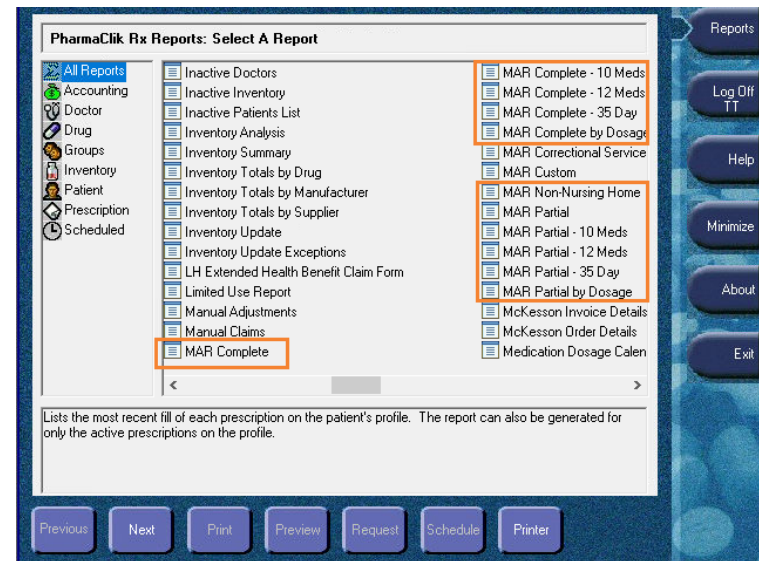 PharmaClik Rx Reports: Select A Report
All Reports
Accounting
Doctor
Drug
Groups
Inventory
Patient
Prescription
Scheduled
Inactive Doctors
Inactive Inventory
Inactive Patients List
Inventory Analysis
Inventory Summary
Inventory Totals by Drug
Inventory Totals by Manufacturer
Inventory Totals by Supplier
Inventory Update
Inventory Update Exceptions
LH Extended Health Benefit Claim Form
Limited Use Report
Manual Adjustments
Manual Claims
MAR Complete
MAR Complete - 10 Meds
MAR Complete - 12 Meds
MAR Complete - 35 Day
MAR Complete by Dosage
MAR Correctional Service
MAR Custom
MAR Non-Nursing Home
MAR Partial
MAR Partial - 10 Meds
MAR Partial - 12 Meds
MAR Partial - 35 Day
MAR Partial by Dosage
McKesson Invoice Details
McKesson Order Details
Medication Dosage Calen
Lists the most recent fill of each prescription on the patient's profile. The report can also be generated for
only the active prescriptions on the profile.
Previous
Next
Print
Preview
Request
Schedule
Printer
Reports
Log Off
TT
Help
Minimize
About
Exit